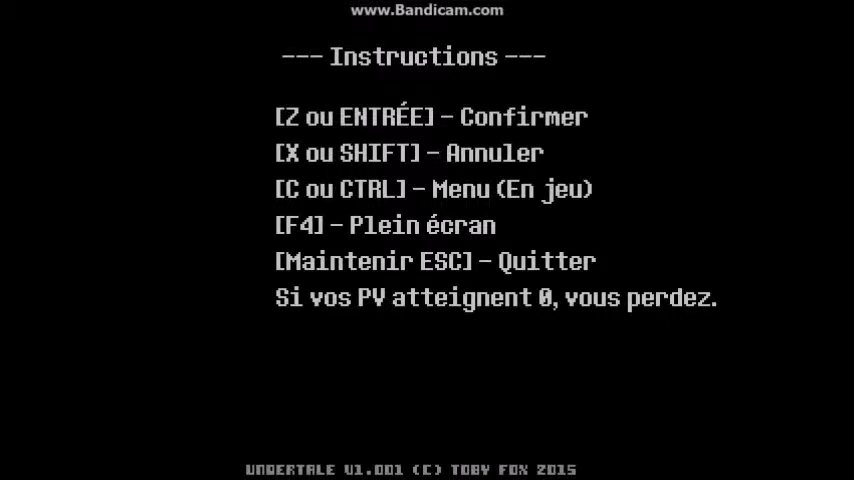 www.Bandicam.com
--- Instructions ---
[Z ou ENTRÉE] - Confirmer
[X ou SHIFT] - Annuler
[C ou CTRL] - Menu (En jeu)
[F4] - Plein écran
[Maintenir ESC] - Quitter
Si vos PV atteignent 0, vous perdez.
UNDERTALE V1.001 (C) TOBY FOX 2015